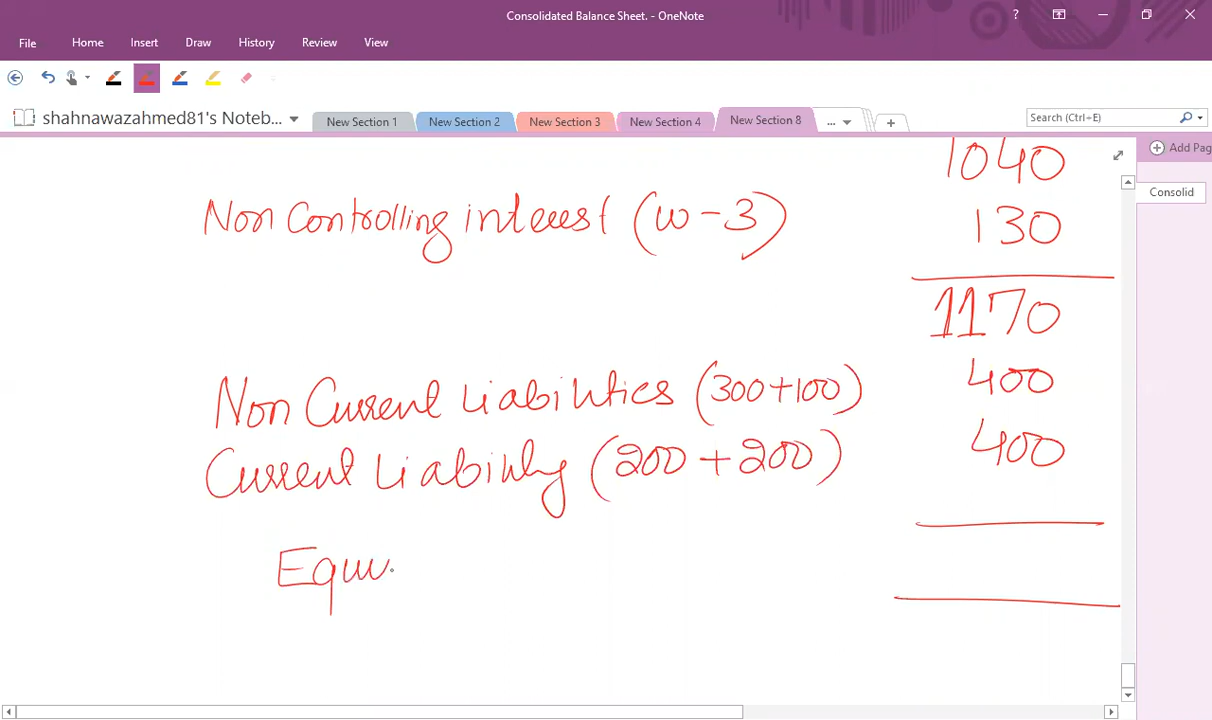 Consolidated Balance Sheet. - OneNote
File Home Insert Draw History Review View
shahnawazahmed81's Noteb... New Section 1 New Section 2 New Section 3 New Section 4 New Section 8 ... Search (Ctrl+E)
Add Pag
Consolid
1040
Non Controlling interest (w-3) 130
1170
Non Current Liabilities (300+100) 400
Current Liability (200+200) 400
Equi